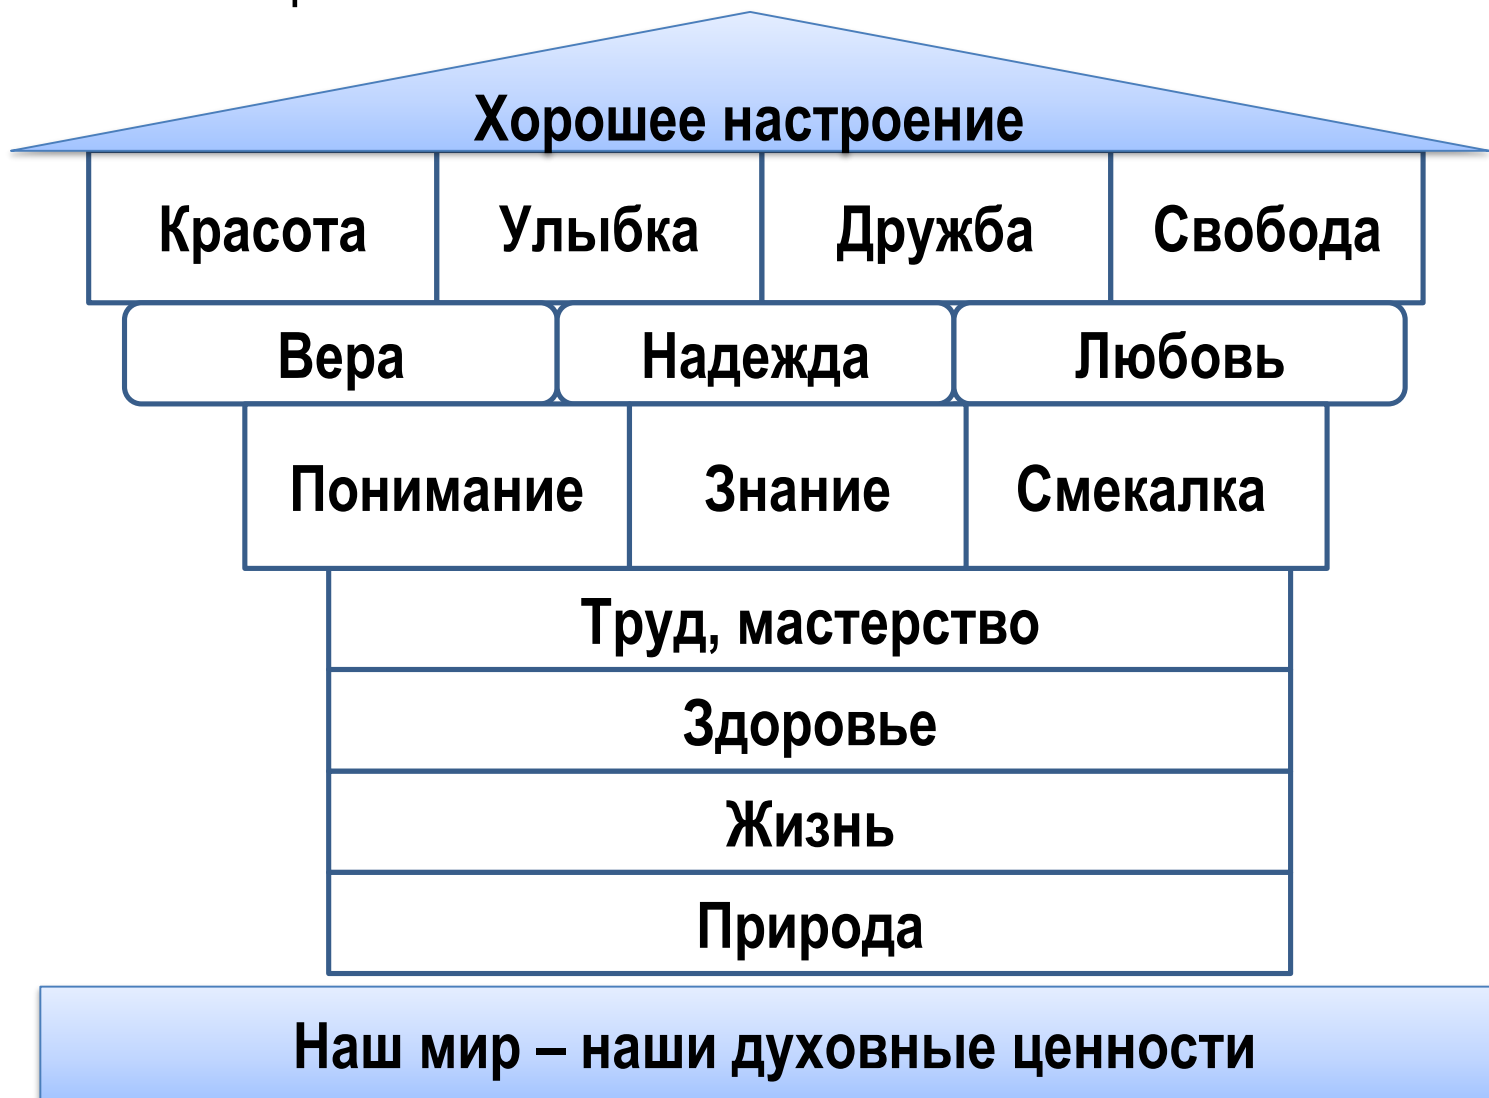 Хорошее настроение
Красота Улыбка Дружба Свобода
Вера Надежда Любовь
Понимание Знание Смекалка
Труд, мастерство
Здоровье
Жизнь
Природа
Наш мир – наши духовные ценности